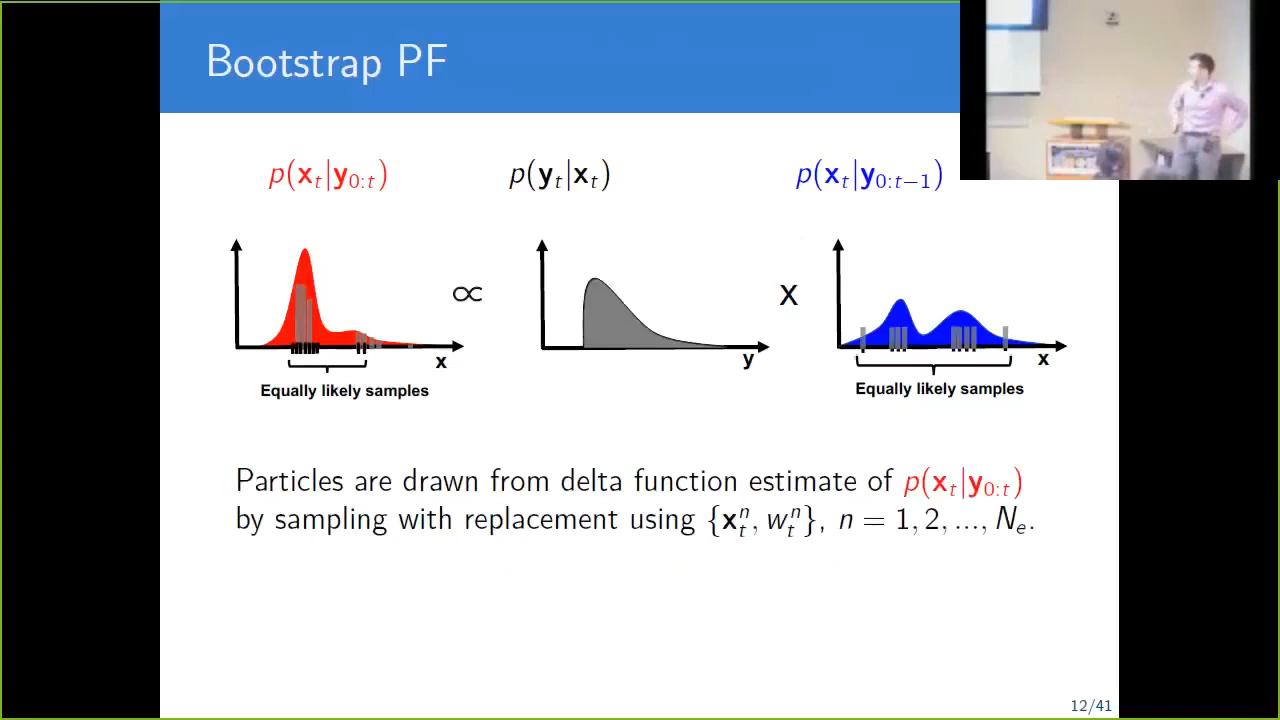 Bootstrap PF
p(x_t|y_{0:t})
p(y_t|x_t)
p(x_t|y_{0:t−1})
∝
x
x
y
x
Equally likely samples
Equally likely samples
Particles are drawn from delta function estimate of p(x_t|y_{0:t})
by sampling with replacement using {x_t^n, w_t^n}, n = 1, 2, ..., N_e.
12/41